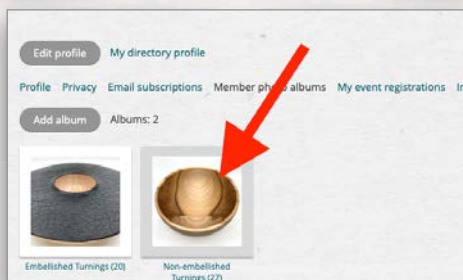 Edit profile My directory profile
Profile Privacy Email subscriptions Member albums My event registrations
Add album Albums: 2
Embellished Turnings (20) Non-embellished
Turnings (27)